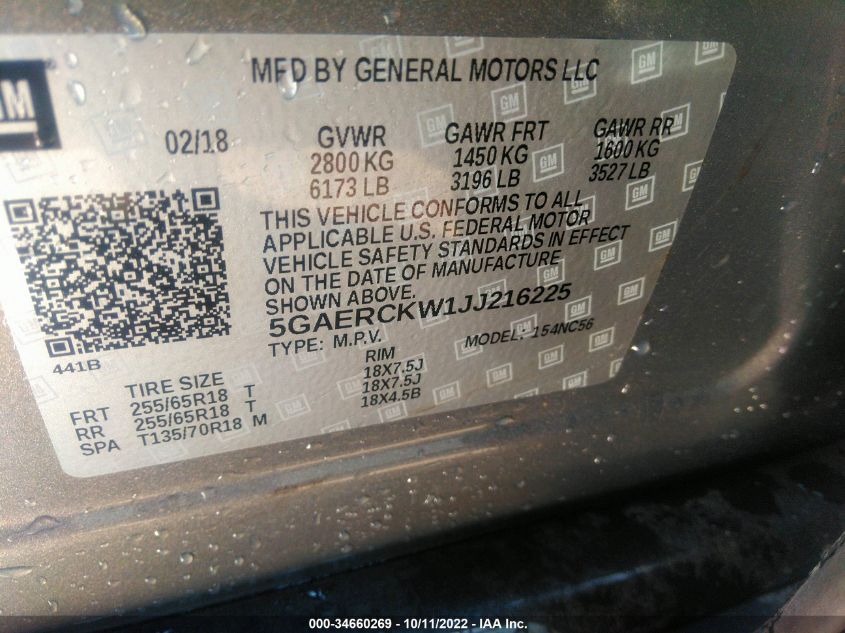 GM
MFD BY GENERAL MOTORS LLC
02/18 GVWR GAWR FRT GAWR RR
2800 KG 1450 KG 1600 KG
6173 LB 3196 LB 3527 LB
THIS VEHICLE CONFORMS TO ALL
APPLICABLE U.S. FEDERAL MOTOR
VEHICLE SAFETY STANDARDS IN EFFECT
ON THE DATE OF MANUFACTURE
SHOWN ABOVE.
5GAERCKW1JJ216225
TYPE: M.P.V. MODEL: 154NC56
441B
TIRE SIZE RIM
FRT 255/65R18 T 18X7.5J
RR 255/65R18 T 18X7.5J
SPA T135/70R18 M 18X4.5B
000-34660269 - 10/11/2022 - IAA Inc.